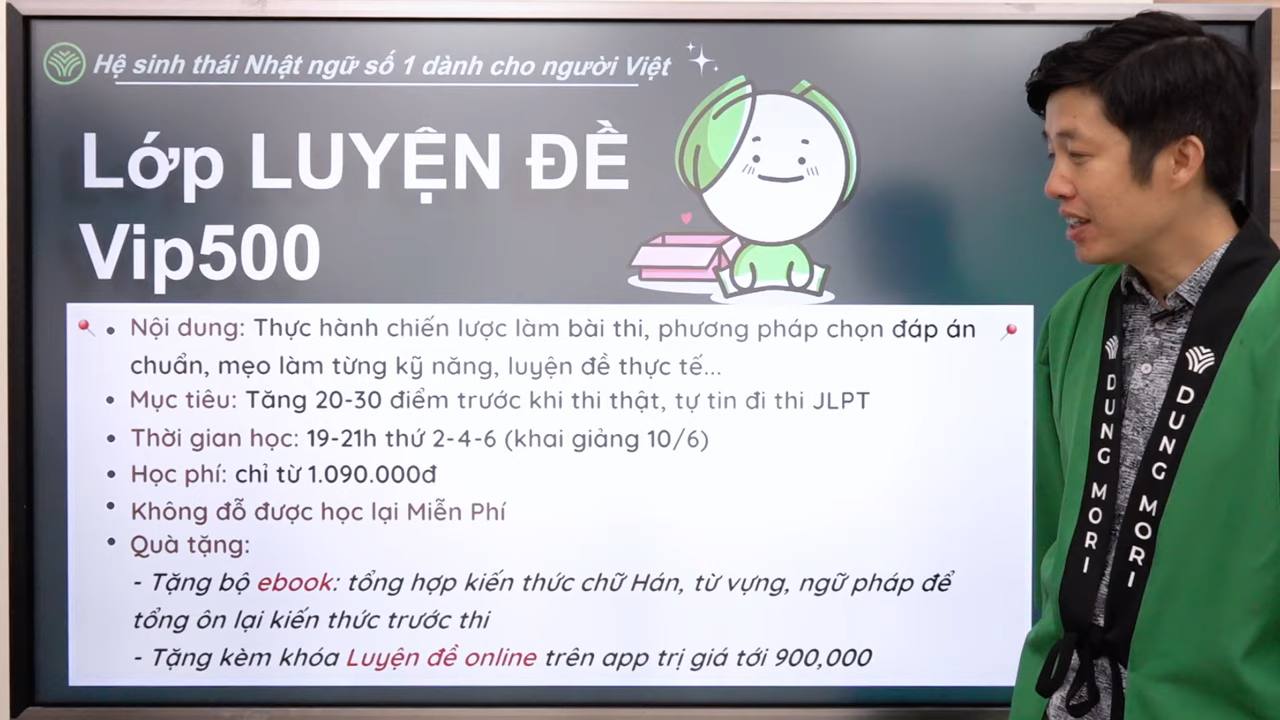 Hệ sinh thái Nhật ngữ số 1 dành cho người Việt
Lớp LUYỆN ĐỀ
Vip500
• Nội dung: Thực hành chiến lược làm bài thi, phương pháp chọn đáp án
chuẩn, mẹo làm từng kỹ năng, luyện đề thực tế...
• Mục tiêu: Tăng 20-30 điểm trước khi thi thật, tự tin đi thi JLPT
• Thời gian học: 19-21h thứ 2-4-6 (khai giảng 10/6)
• Học phí: chỉ từ 1.090.000đ
• Không đỗ được học lại Miễn Phí
• Quà tặng:
- Tặng bộ ebook: tổng hợp kiến thức chữ Hán, từ vựng, ngữ pháp để
tổng ôn lại kiến thức trước thi
- Tặng kèm khóa Luyện đề online trên app trị giá tới 900,000
DUNG MORI
DUNG MORI